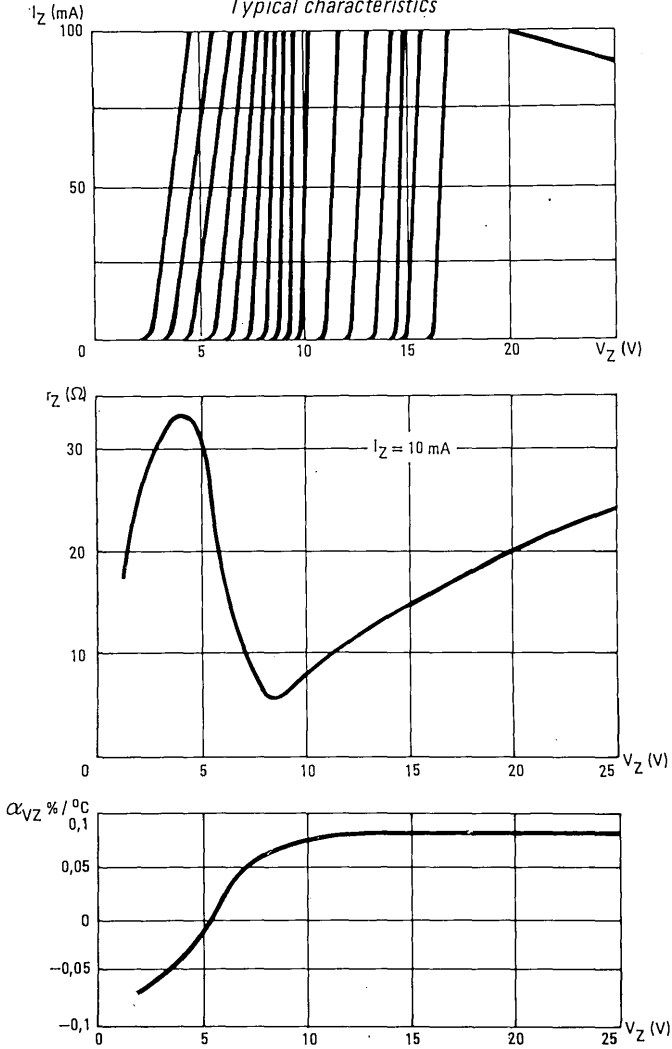 Typical characteristics
I_Z (mA)
100
50
0 5 10 15 20 V_Z (V)
r_Z (Ω)
30
I_Z = 10 mA
20
10
0 5 10 15 20 25 V_Z (V)
α_VZ % / °C
0,1
0,05
0
−0,05
−0,1
0 5 10 15 20 25 V_Z (V)